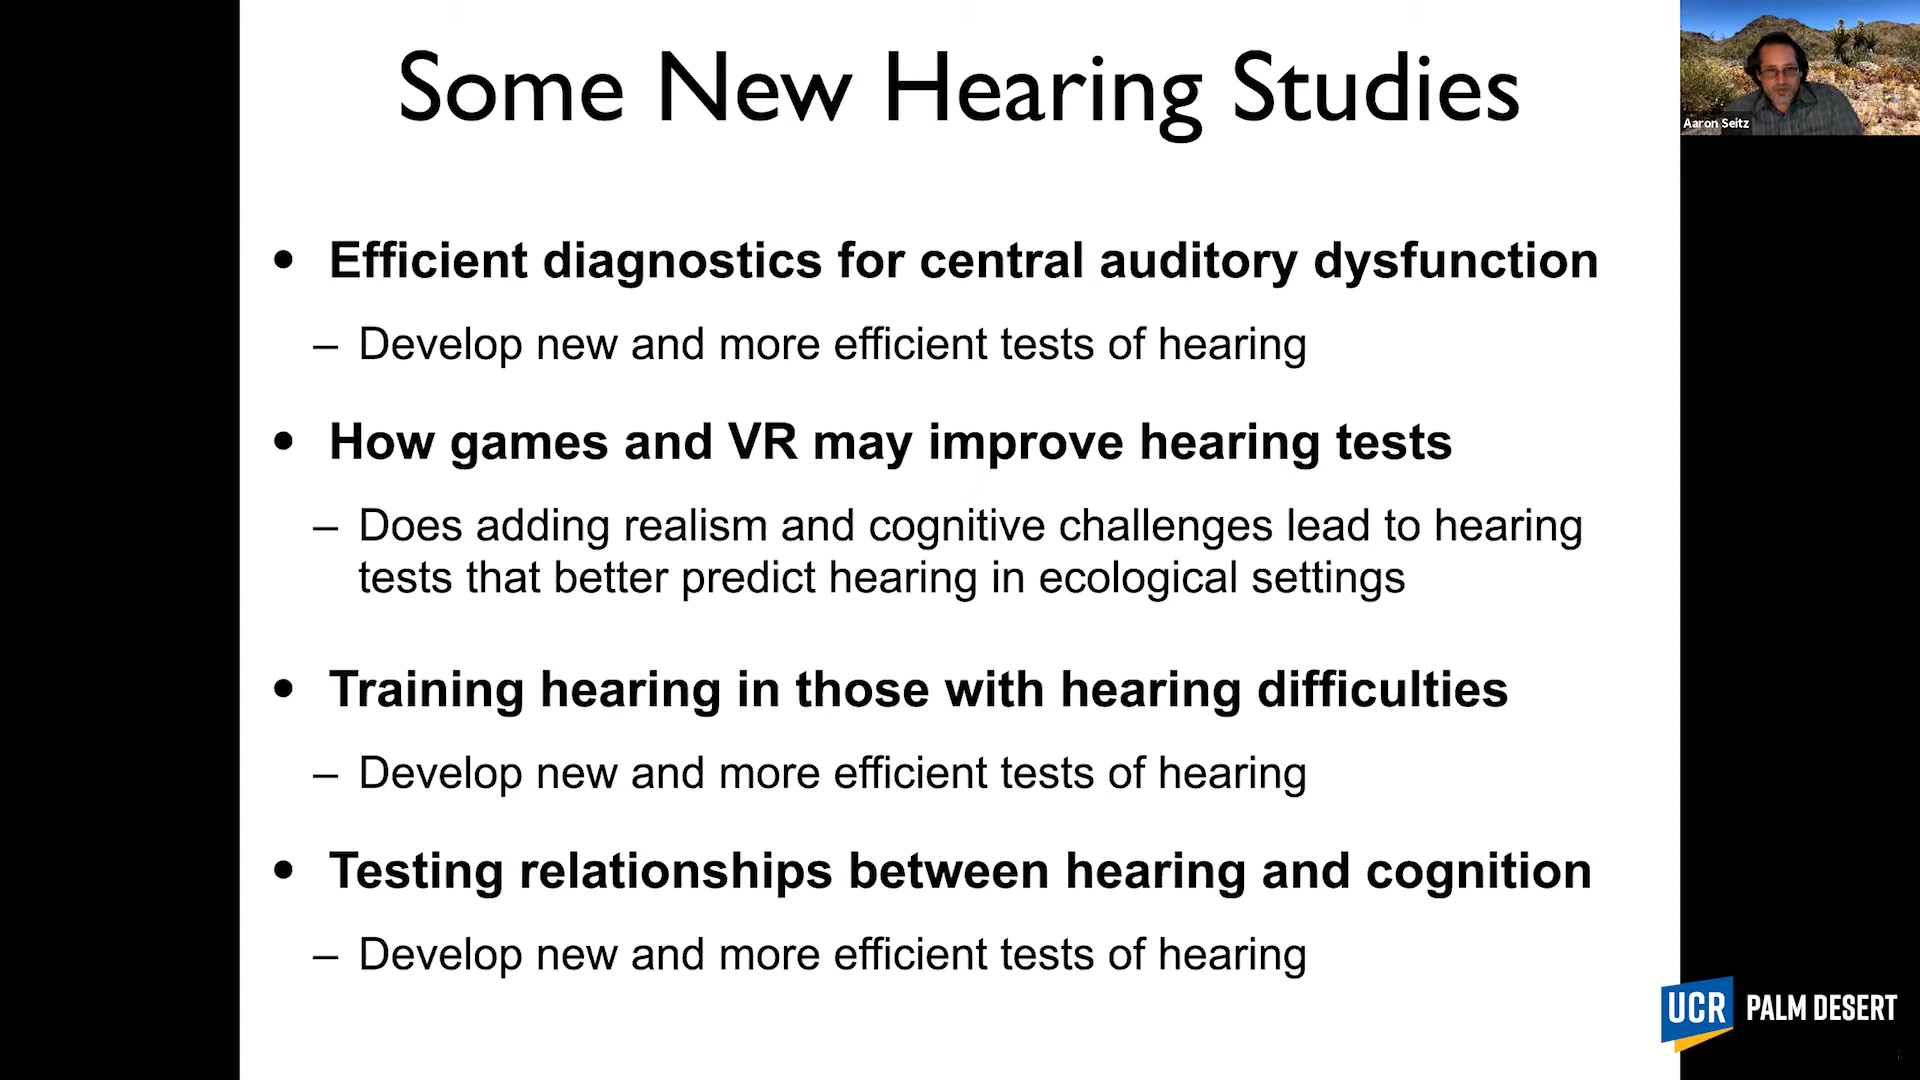 Some New Hearing Studies
Aaron Seitz
• Efficient diagnostics for central auditory dysfunction
– Develop new and more efficient tests of hearing
• How games and VR may improve hearing tests
– Does adding realism and cognitive challenges lead to hearing
tests that better predict hearing in ecological settings
• Training hearing in those with hearing difficulties
– Develop new and more efficient tests of hearing
• Testing relationships between hearing and cognition
– Develop new and more efficient tests of hearing
UCR PALM DESERT